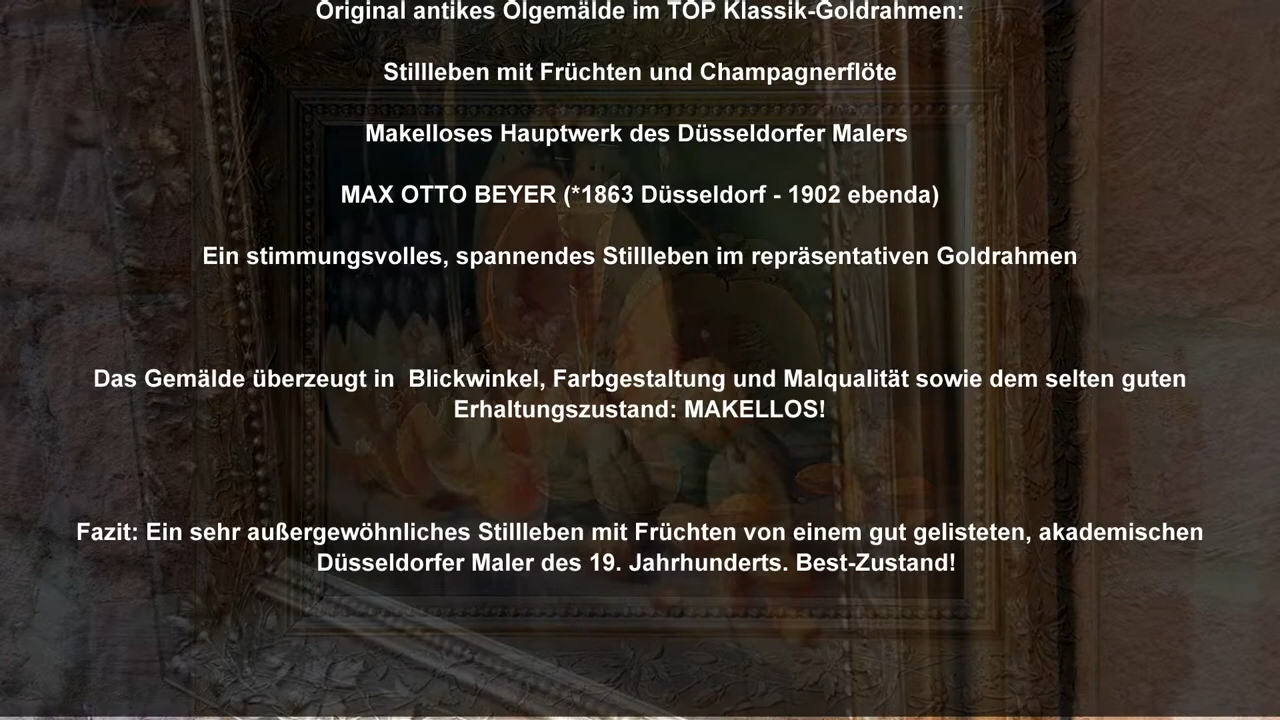 Original antikes Ölgemälde im TOP Klassik-Goldrahmen:
Stillleben mit Früchten und Champagnerflöte
Makelloses Hauptwerk des Düsseldorfer Malers
MAX OTTO BEYER (*1863 Düsseldorf - 1902 ebenda)
Ein stimmungsvolles, spannendes Stillleben im repräsentativen Goldrahmen
Das Gemälde überzeugt in  Blickwinkel, Farbgestaltung und Malqualität sowie dem selten guten
Erhaltungszustand: MAKELLOS!
Fazit: Ein sehr außergewöhnliches Stillleben mit Früchten von einem gut gelisteten, akademischen
Düsseldorfer Maler des 19. Jahrhunderts. Best-Zustand!